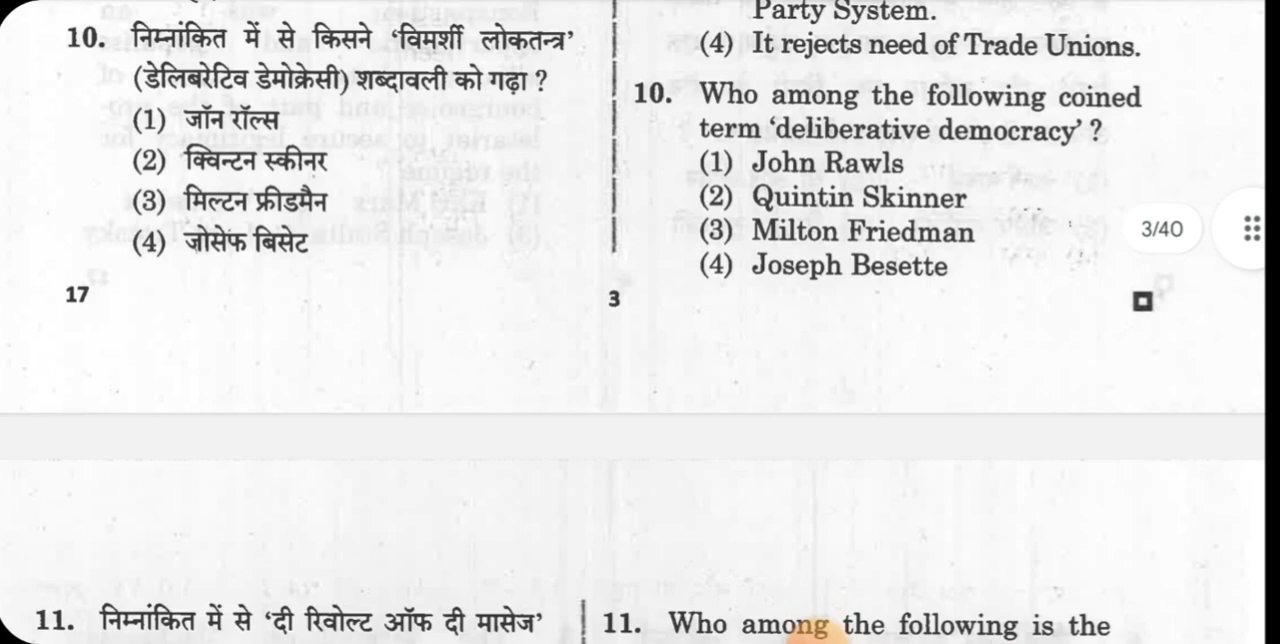 10. निम्नांकित में से किसने ‘विमर्शी लोकतन्त्र’
(डेलिबरेटिव डेमोक्रेसी) शब्दावली को गढ़ा ?
(1) जॉन रॉल्स
(2) क्विन्टन स्कीनर
(3) मिल्टन फ्रीडमैन
(4) जोसेफ बिसेट
17
Party System.
(4) It rejects need of Trade Unions.
10. Who among the following coined
term ‘deliberative democracy’ ?
(1) John Rawls
(2) Quintin Skinner
(3) Milton Friedman
(4) Joseph Besette
3
3/40
11. निम्नांकित में से ‘दी रिवोल्ट ऑफ दी मासेज’
11. Who among the following is the